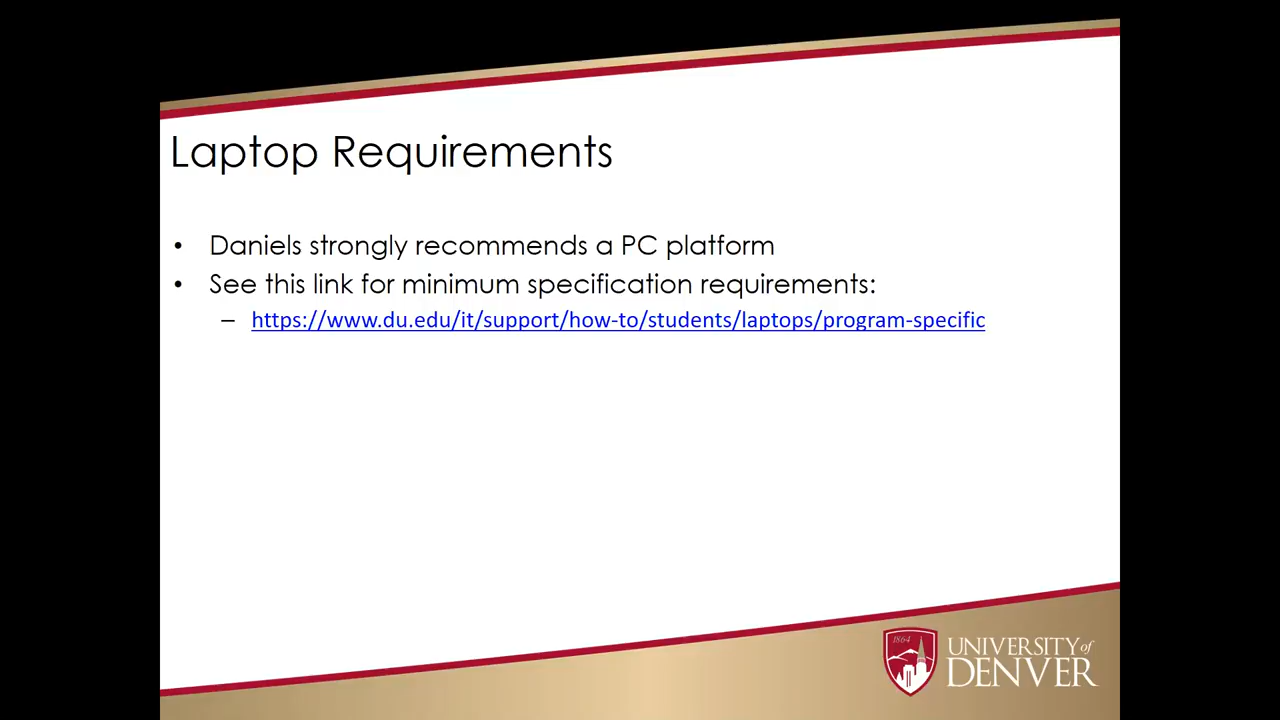 Laptop Requirements
• Daniels strongly recommends a PC platform
• See this link for minimum specification requirements:
– https://www.du.edu/it/support/how-to/students/laptops/program-specific
1864
UNIVERSITY of
DENVER